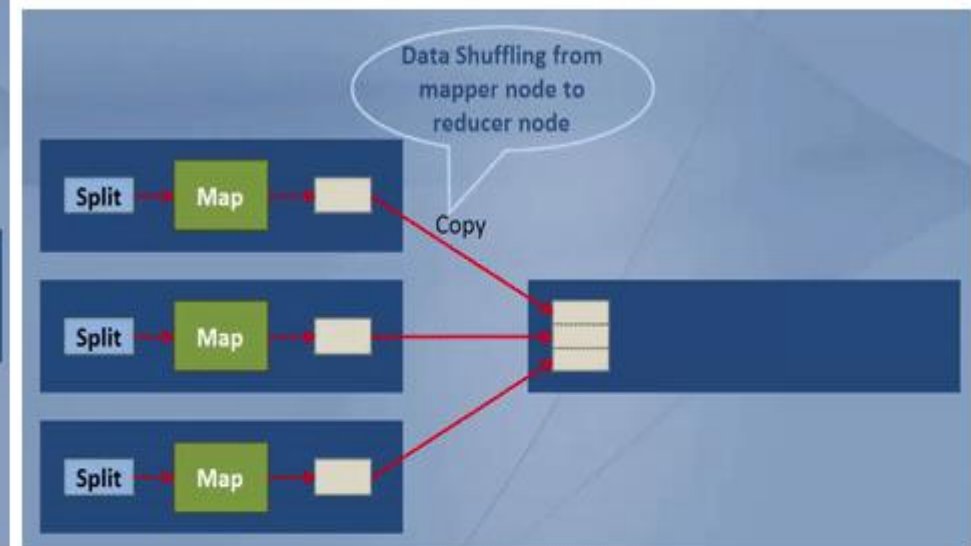 Data Shuffling from
mapper node to
reducer node
Split
Map
Copy
Split
Map
Split
Map